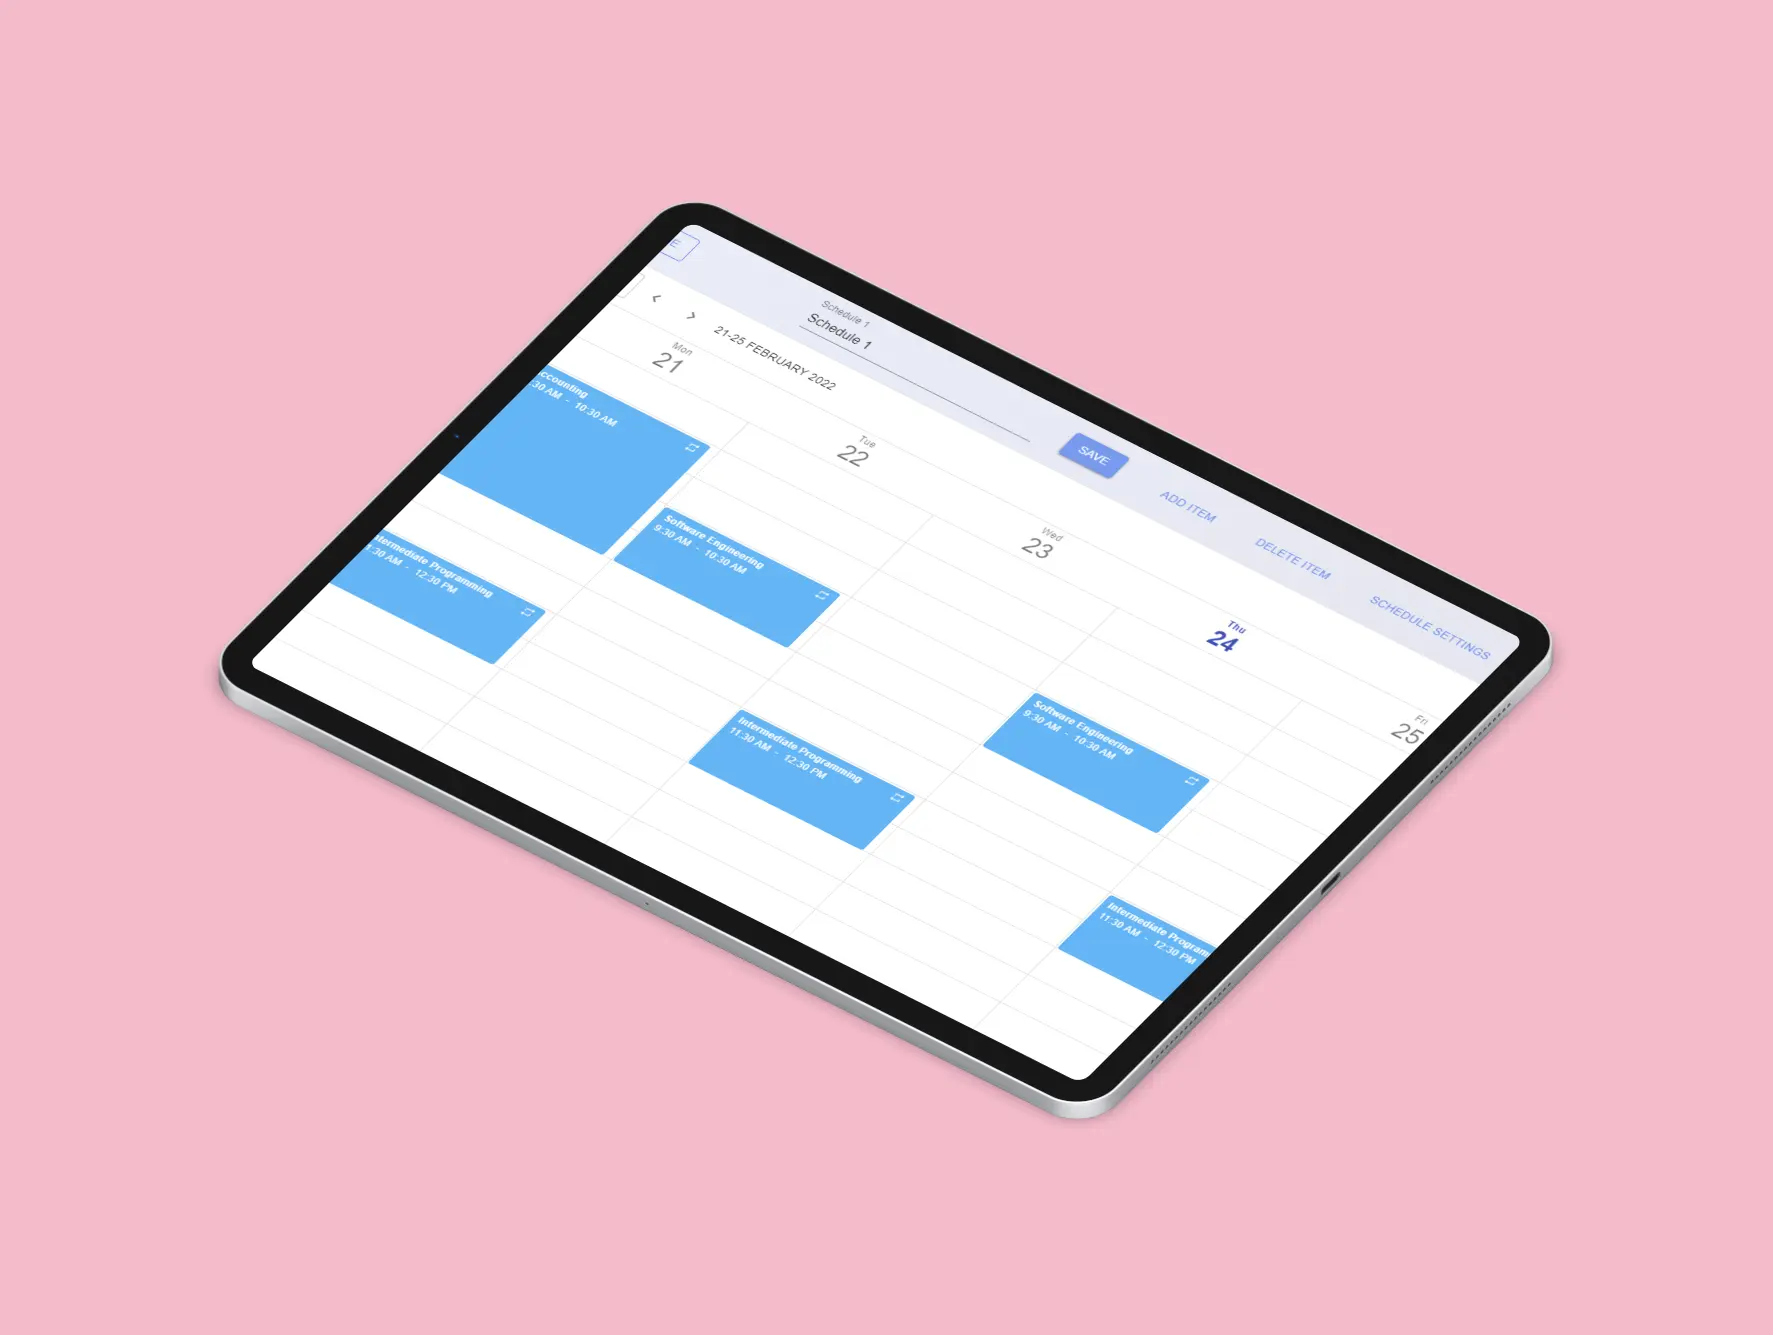 E
Schedule 1
Schedule 1
SAVE
ADD ITEM
DELETE ITEM
SCHEDULE SETTINGS
21-25 FEBRUARY 2022
Mon
21
Tue
22
Wed
23
Thu
24
Fri
25
ccounting
:30 AM - 10:30 AM
ntermediate Programming
1:30 AM - 12:30 PM
Software Engineering
9:30 AM - 10:30 AM
Intermediate Programming
11:30 AM - 12:30 PM
Software Engineering
9:30 AM - 10:30 AM
Intermediate Program
11:30 AM - 12:30 PM